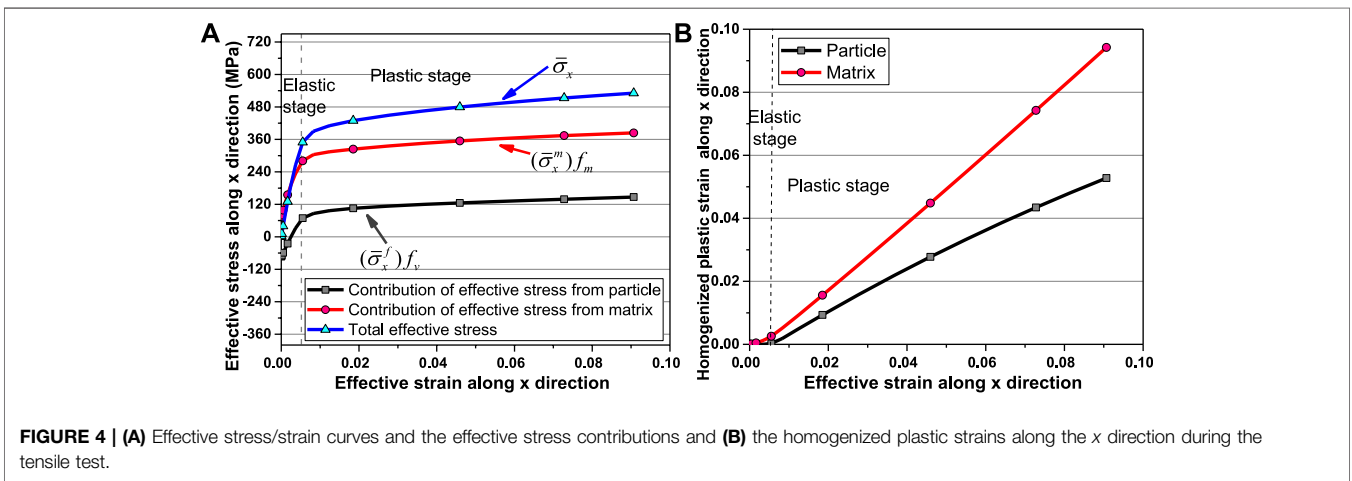 A
Effective stress along x direction (MPa)
720
600
480
360
240
120
0
-120
-240
-360
Elastic
stage
Plastic stage
σ̄ₓ
(σ̄ₓᵐ) fₘ
(σ̄ₓᶠ) fᵥ
Contribution of effective stress from particle
Contribution of effective stress from matrix
Total effective stress
0.00 0.02 0.04 0.06 0.08 0.10
Effective strain along x direction
B
Homogenized plastic strain along x direction
0.10
0.08
0.06
0.04
0.02
0.00
Particle
Matrix
Elastic
stage
Plastic stage
0.00 0.02 0.04 0.06 0.08 0.10
Effective strain along x direction
FIGURE 4 | (A) Effective stress/strain curves and the effective stress contributions and (B) the homogenized plastic strains along the x direction during the
tensile test.